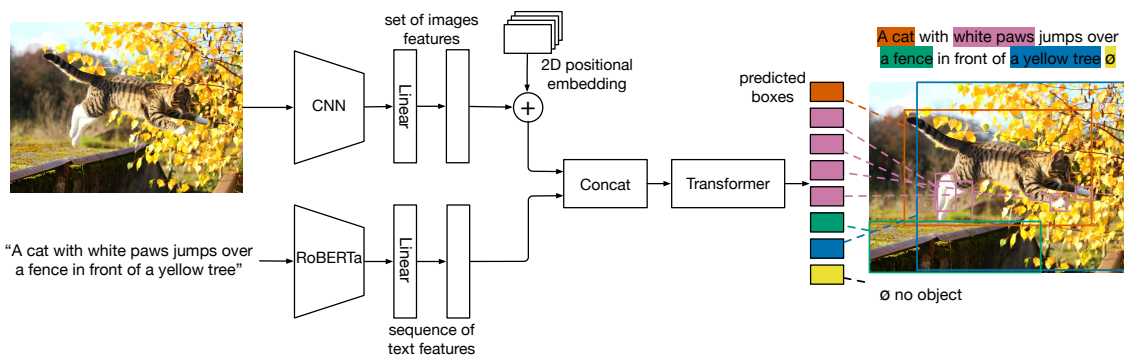 set of images
features
2D positional
embedding
CNN
Linear
+
"A cat with white paws jumps over
a fence in front of a yellow tree"
RoBERTa
Linear
sequence of
text features
Concat
Transformer
predicted
boxes
A cat with white paws jumps over
a fence in front of a yellow tree ø
ø no object